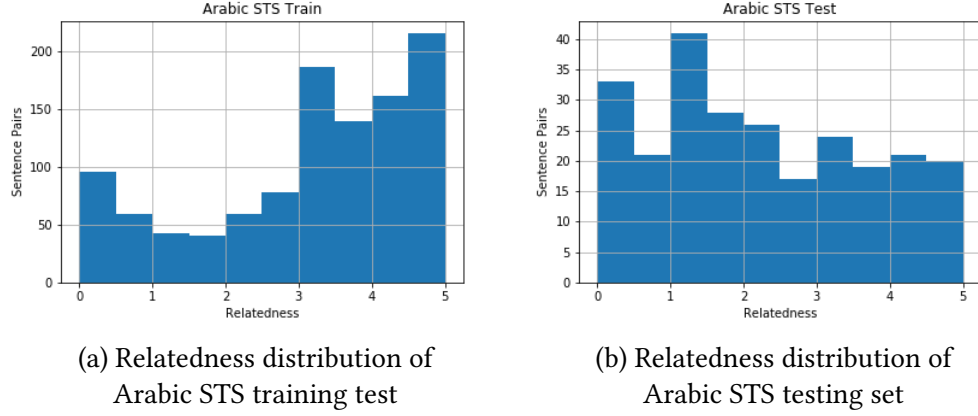 Arabic STS Train
200
150
100
50
0
Sentence Pairs
0 1 2 3 4 5
Relatedness
(a) Relatedness distribution of
Arabic STS training test
Arabic STS Test
40
35
30
25
20
15
10
5
0
Sentence Pairs
0 1 2 3 4 5
Relatedness
(b) Relatedness distribution of
Arabic STS testing set